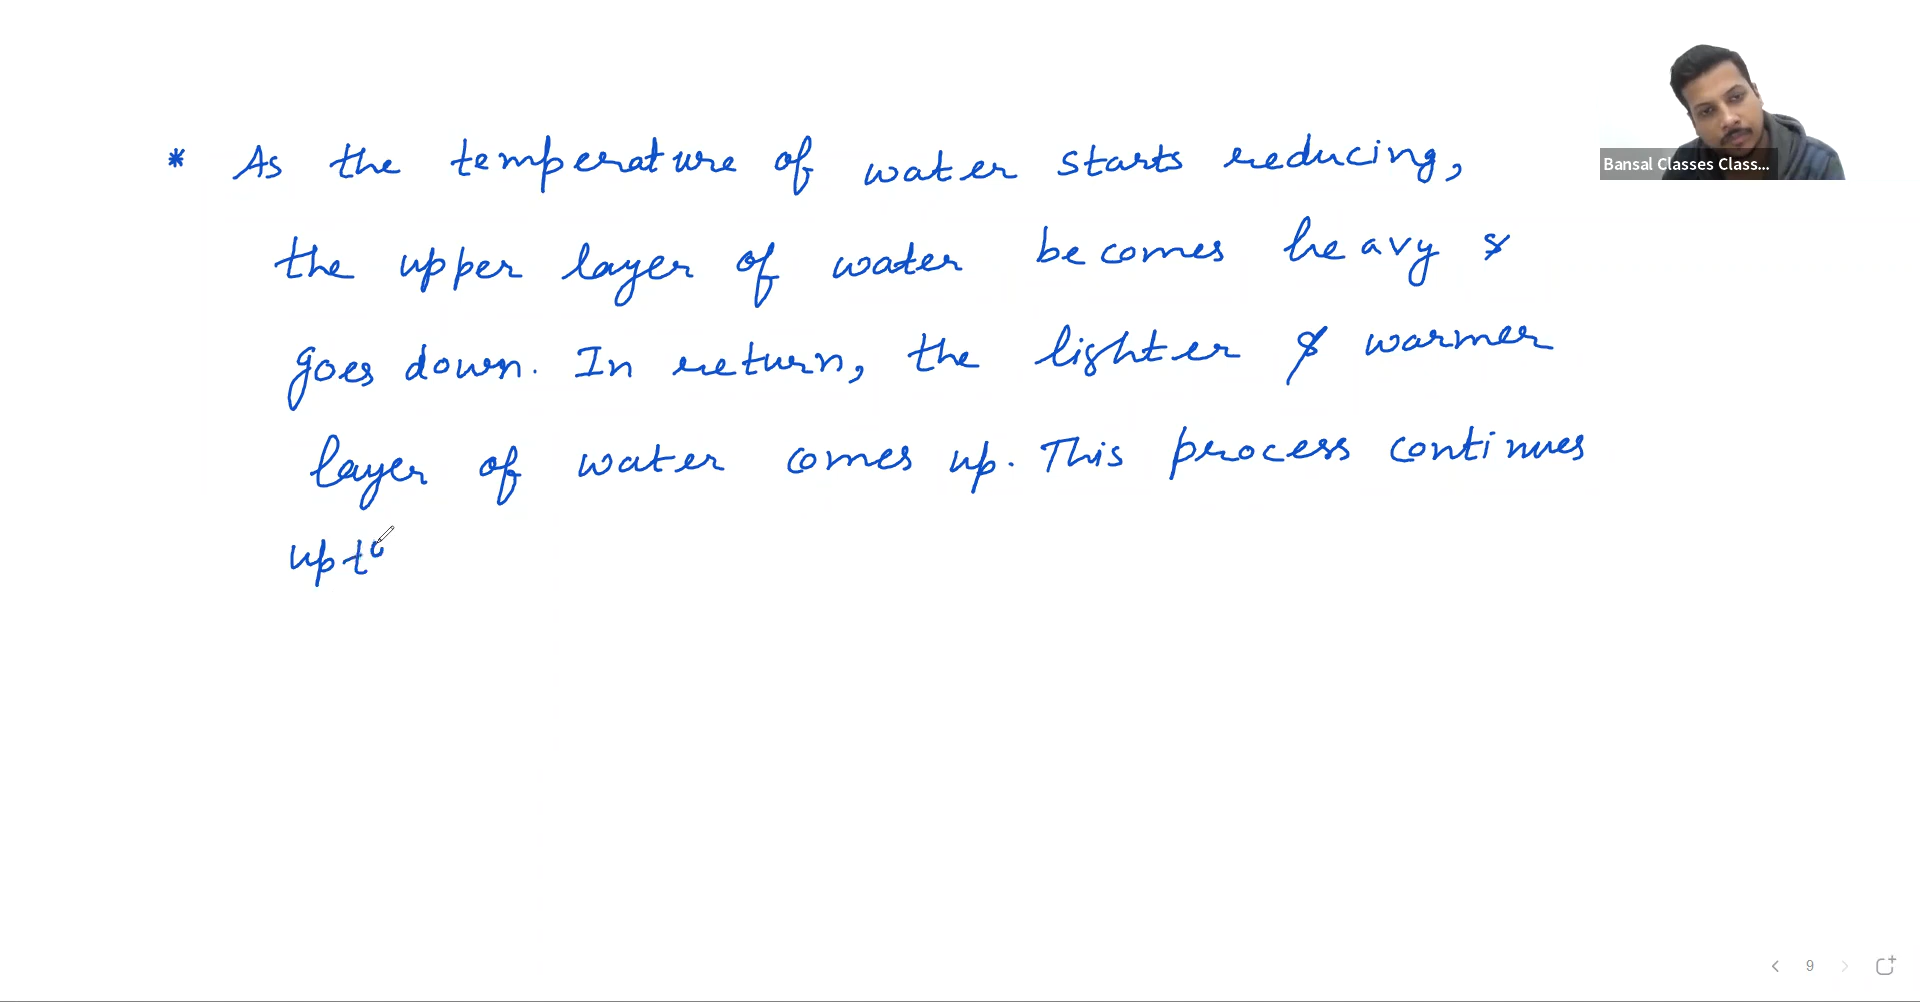 * As the temperature of water starts reducing,
Bansal Classes Class...
the upper layer of water becomes heavy &
goes down. In return, the lighter & warmer
layer of water comes up. This process continues
upto
9